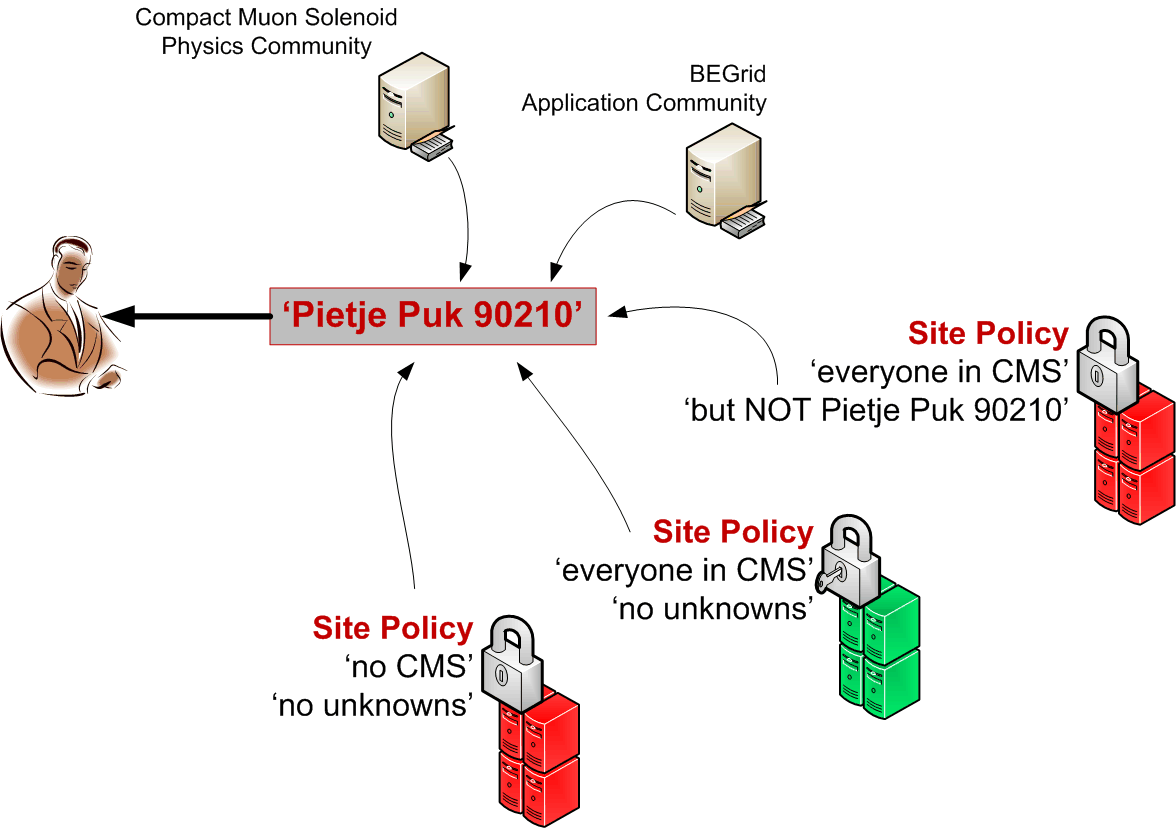 Compact Muon Solenoid
Physics Community
BEGrid
Application Community
‘Pietje Puk 90210’
Site Policy
‘everyone in CMS’
‘but NOT Pietje Puk 90210’
Site Policy
‘everyone in CMS’
‘no unknowns’
Site Policy
‘no CMS’
‘no unknowns’